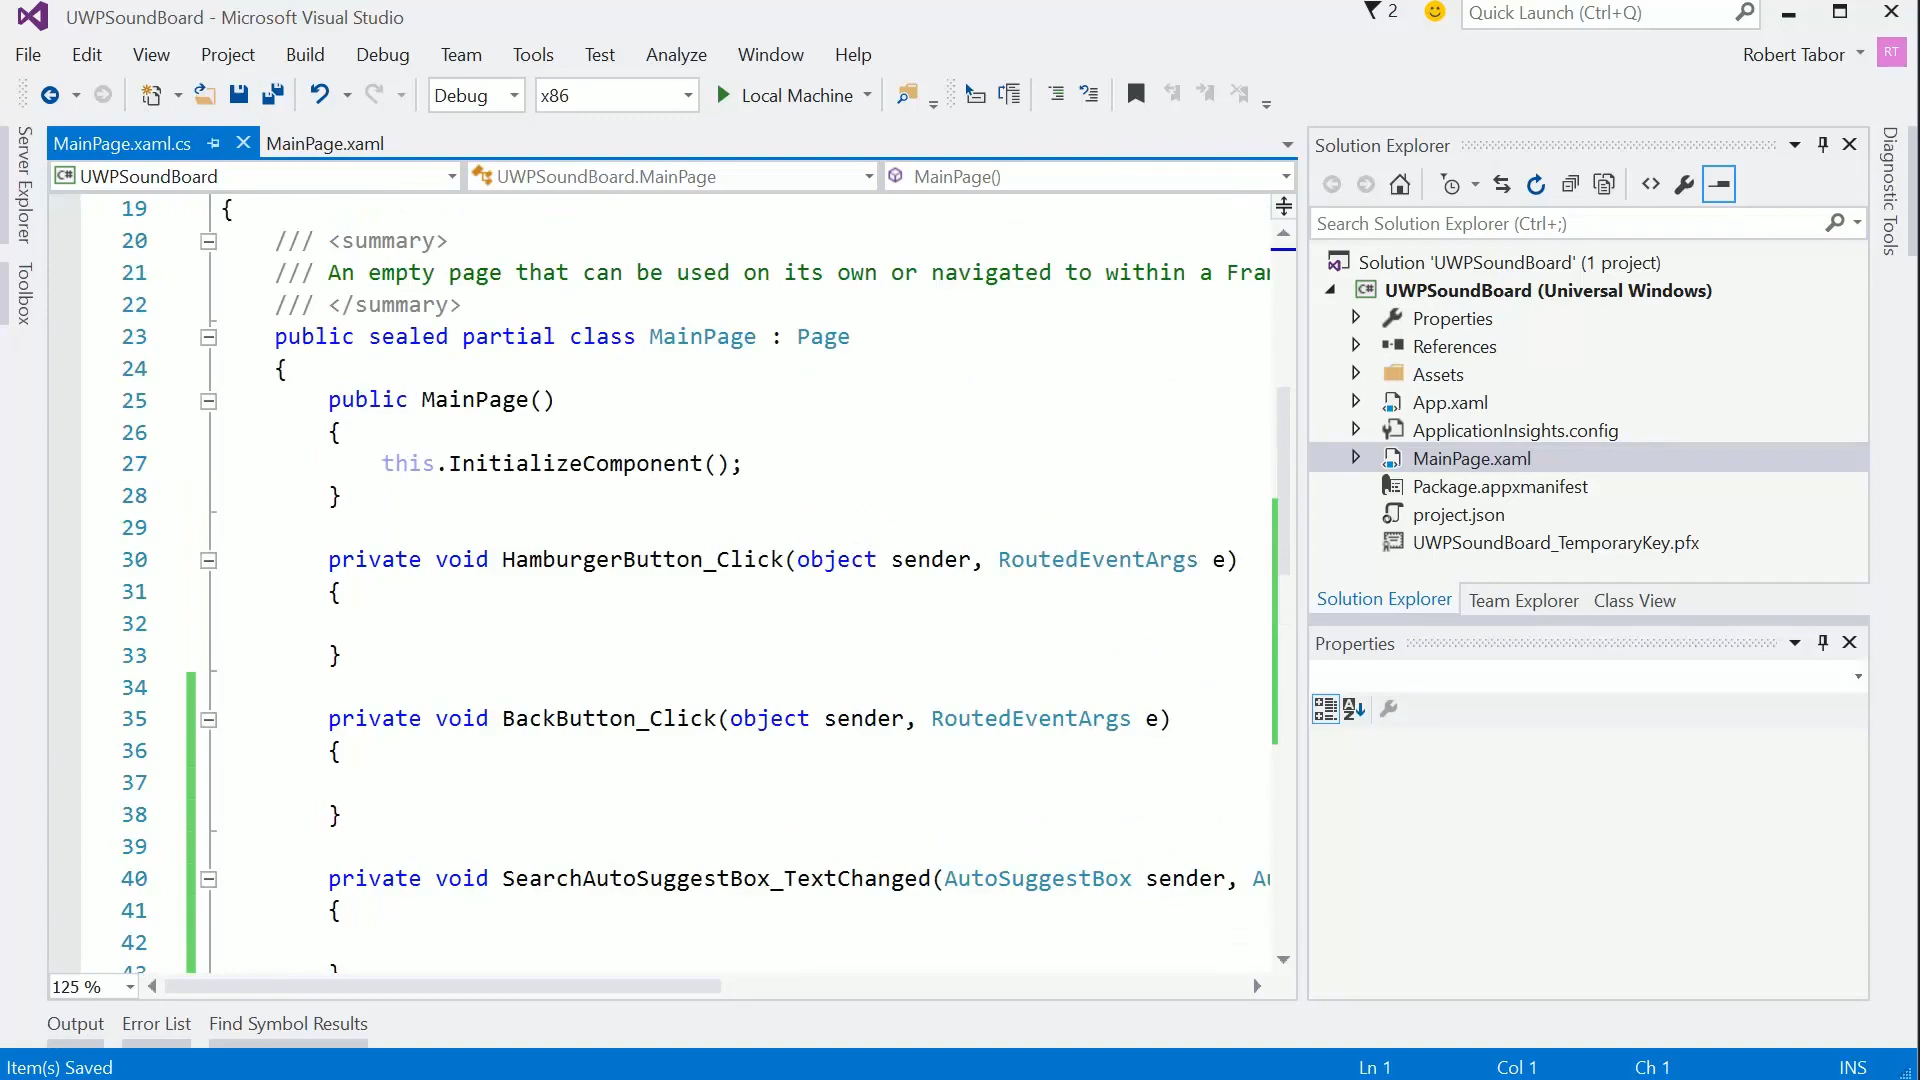 UWPSoundBoard - Microsoft Visual Studio
2
Quick Launch (Ctrl+Q)
File Edit View Project Build Debug Team Tools Test Analyze Window Help
Robert Tabor
RT
Debug x86 Local Machine
Server Explorer
Toolbox
MainPage.xaml.cs MainPage.xaml
C# UWPSoundBoard UWPSoundBoard.MainPage MainPage()
19 {
20 /// <summary>
21 /// An empty page that can be used on its own or navigated to within a Fra
22 /// </summary>
23 public sealed partial class MainPage : Page
24 {
25 public MainPage()
26 {
27 this.InitializeComponent();
28 }
29
30 private void HamburgerButton_Click(object sender, RoutedEventArgs e)
31 {
32
33 }
34
35 private void BackButton_Click(object sender, RoutedEventArgs e)
36 {
37
38 }
39
40 private void SearchAutoSuggestBox_TextChanged(AutoSuggestBox sender, Au
41 {
42
43 }
125 %
Solution Explorer
Search Solution Explorer (Ctrl+;)
Solution 'UWPSoundBoard' (1 project)
C# UWPSoundBoard (Universal Windows)
Properties
References
Assets
App.xaml
ApplicationInsights.config
MainPage.xaml
Package.appxmanifest
project.json
UWPSoundBoard_TemporaryKey.pfx
Solution Explorer Team Explorer Class View
Properties
Diagnostic Tools
Output Error List Find Symbol Results
Item(s) Saved Ln 1 Col 1 Ch 1 INS